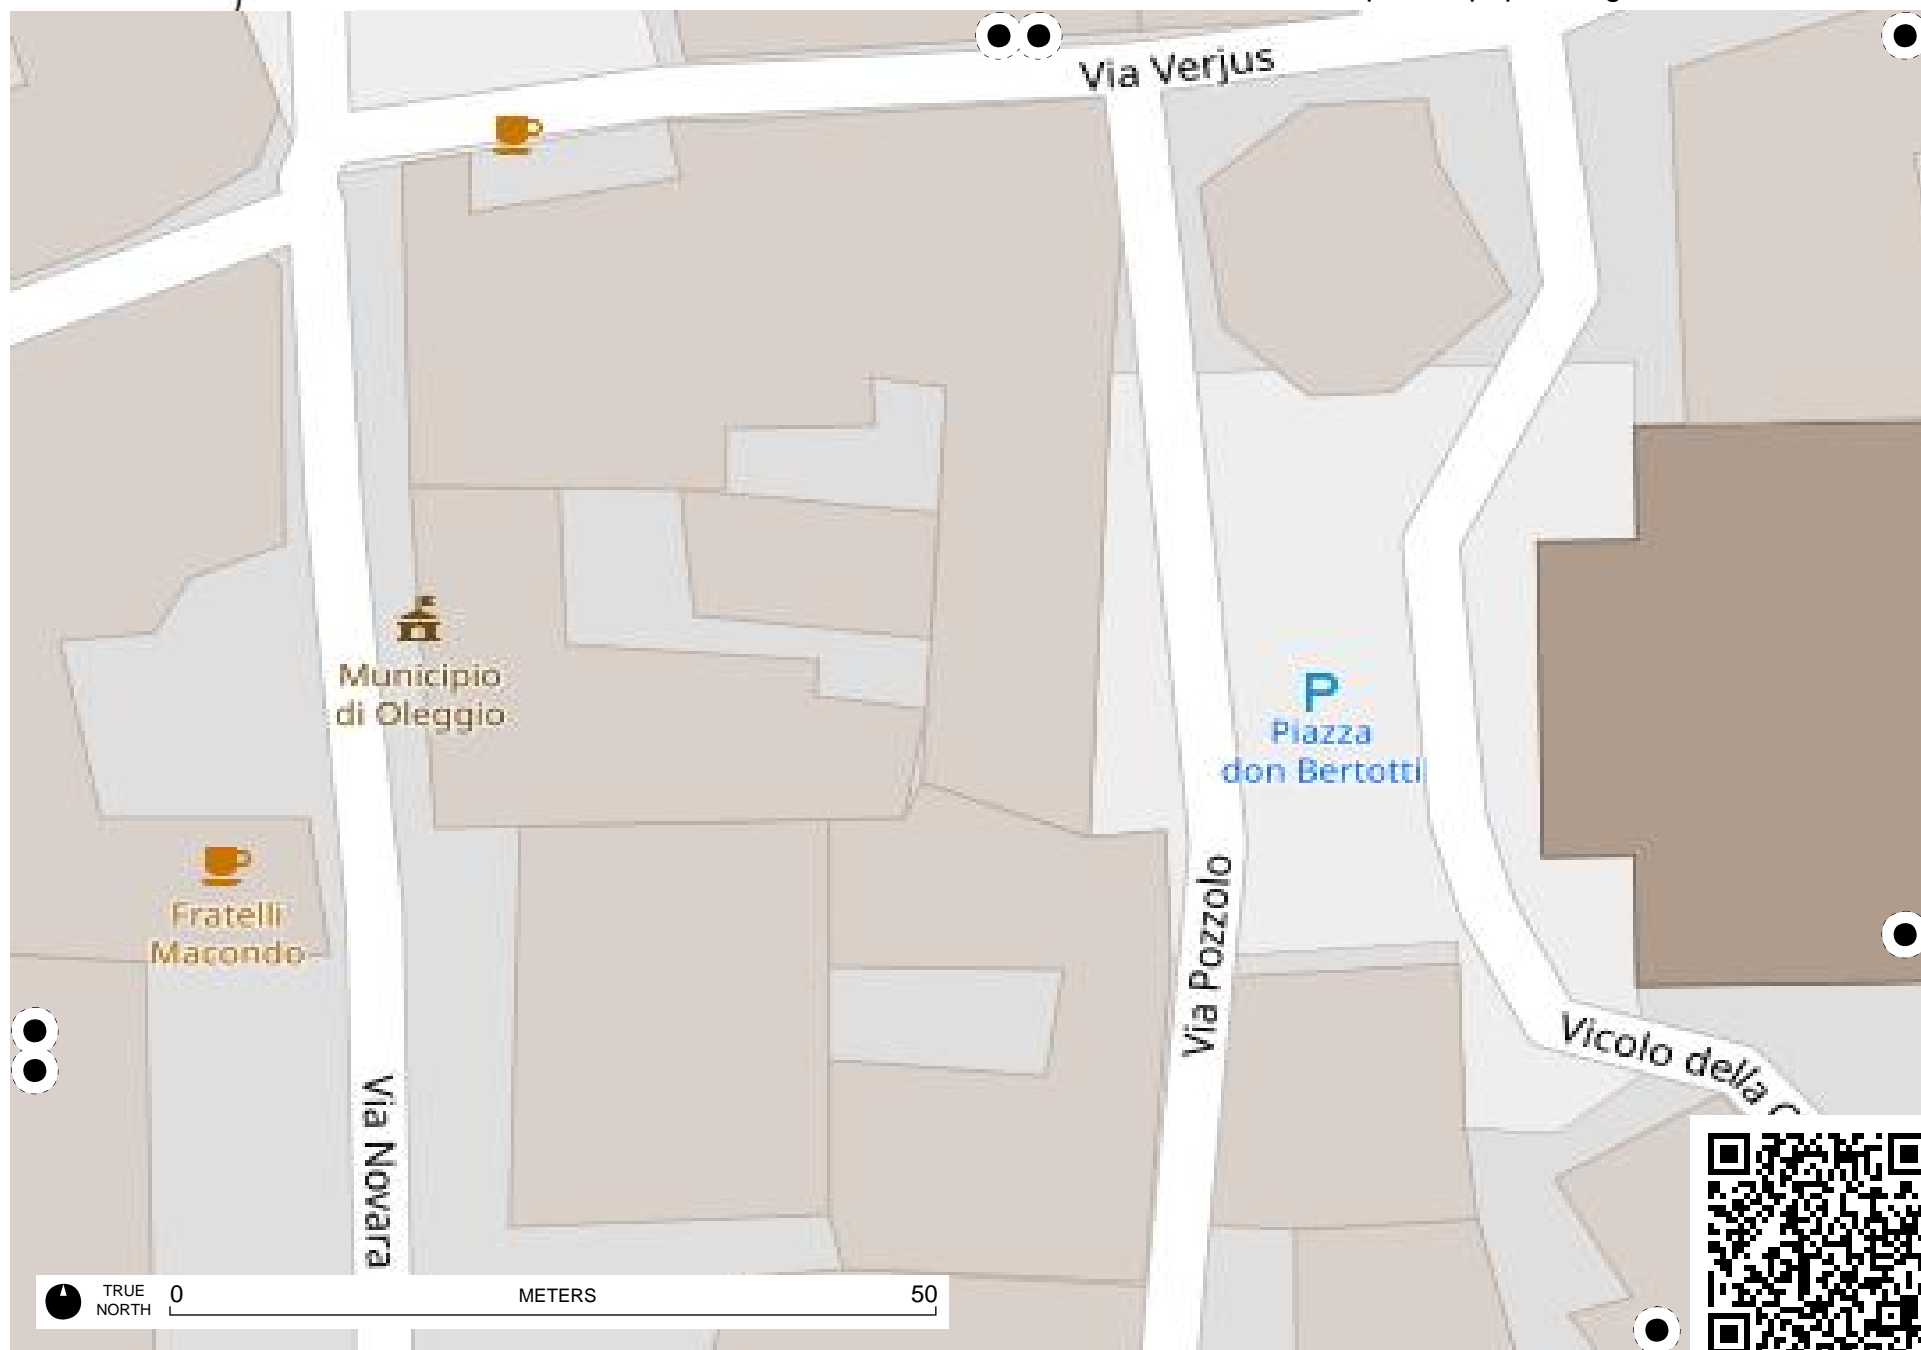 Via Verjus
Municipio
di Oleggio
Piazza
don Bertotti
Fratelli
Macondo
Via Pozzolo
Vicolo della
Via Novara
TRUE
NORTH
0
METERS
50